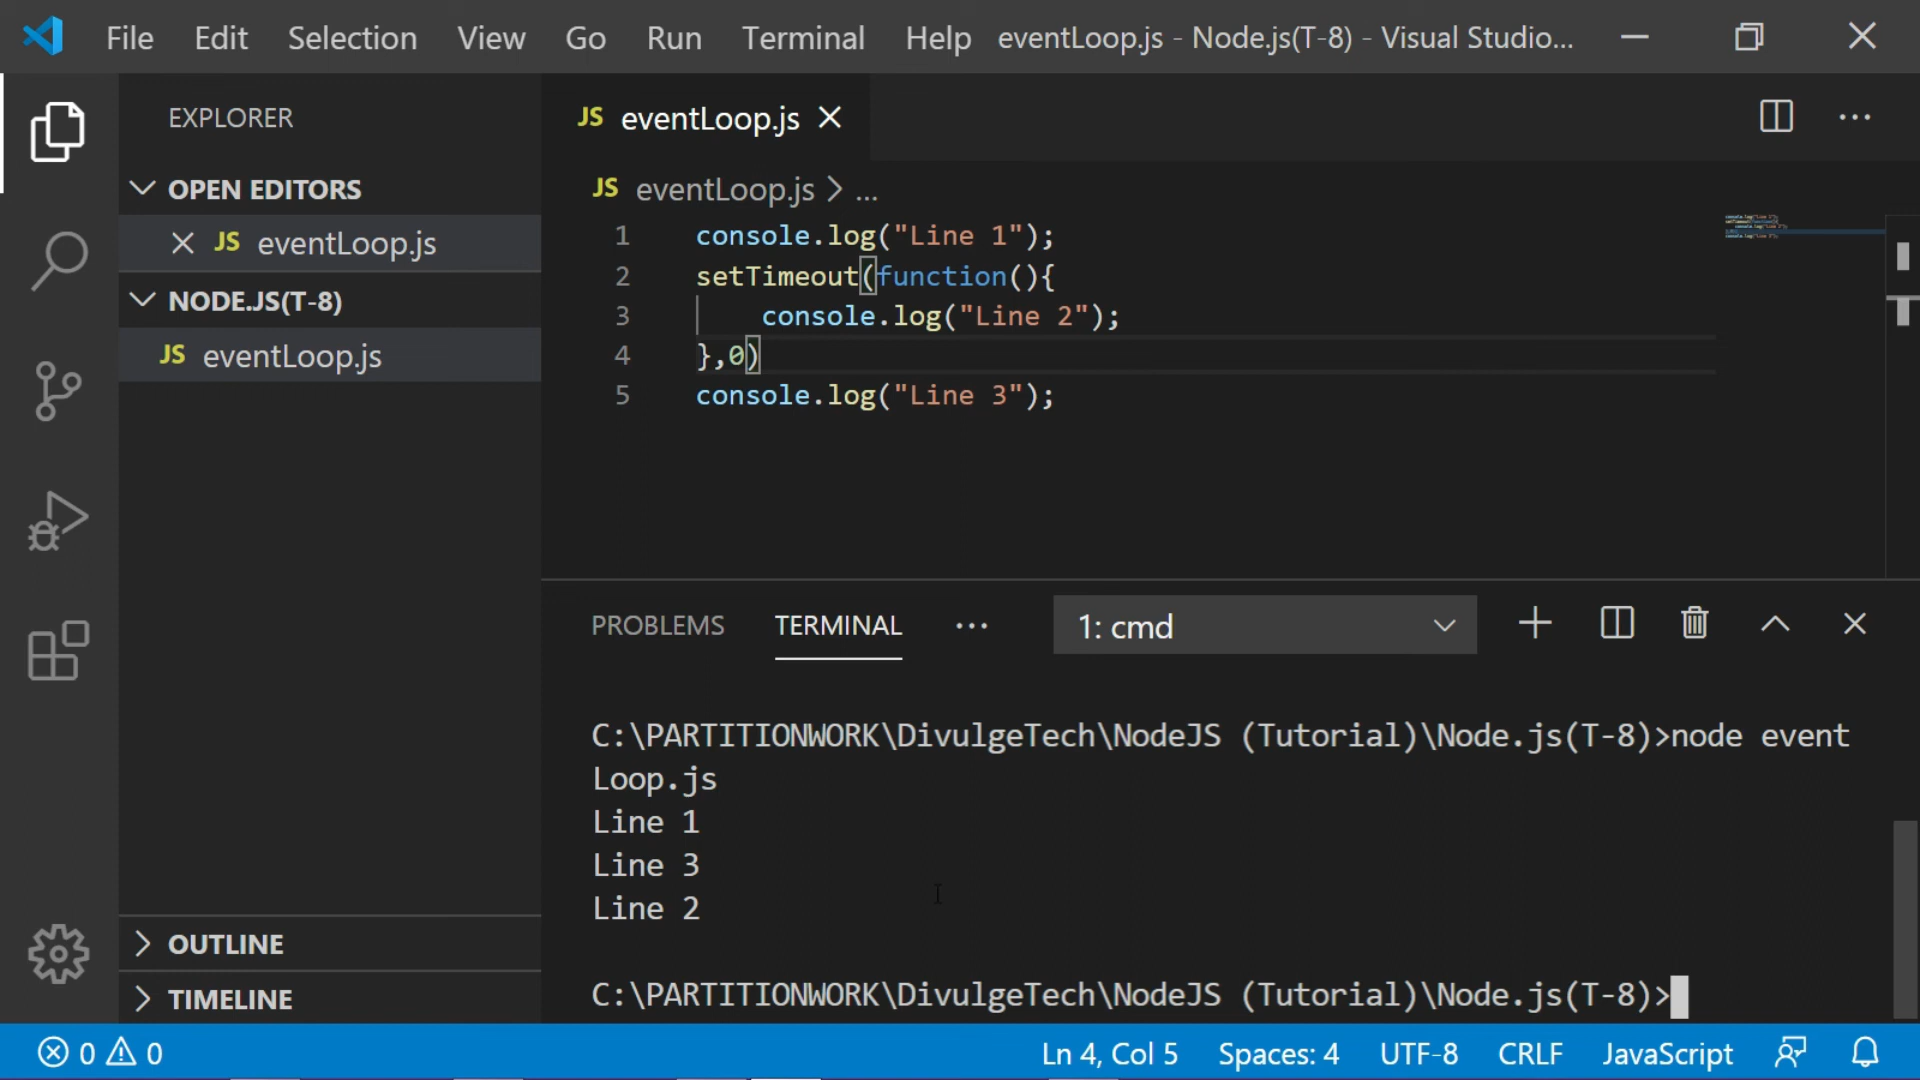 File Edit Selection View Go Run Terminal Help eventLoop.js - Node.js(T-8) - Visual Studio...
EXPLORER
OPEN EDITORS
JS eventLoop.js
NODE.JS(T-8)
JS eventLoop.js
OUTLINE
TIMELINE
JS eventLoop.js
JS eventLoop.js > ...
1 console.log("Line 1");
2 setTimeout(function(){
3 console.log("Line 2");
4 },0)
5 console.log("Line 3");
PROBLEMS TERMINAL ... 1: cmd
C:\PARTITIONWORK\DivulgeTech\NodeJS (Tutorial)\Node.js(T-8)>node event
Loop.js
Line 1
Line 3
Line 2
C:\PARTITIONWORK\DivulgeTech\NodeJS (Tutorial)\Node.js(T-8)>
0 0 Ln 4, Col 5 Spaces: 4 UTF-8 CRLF JavaScript